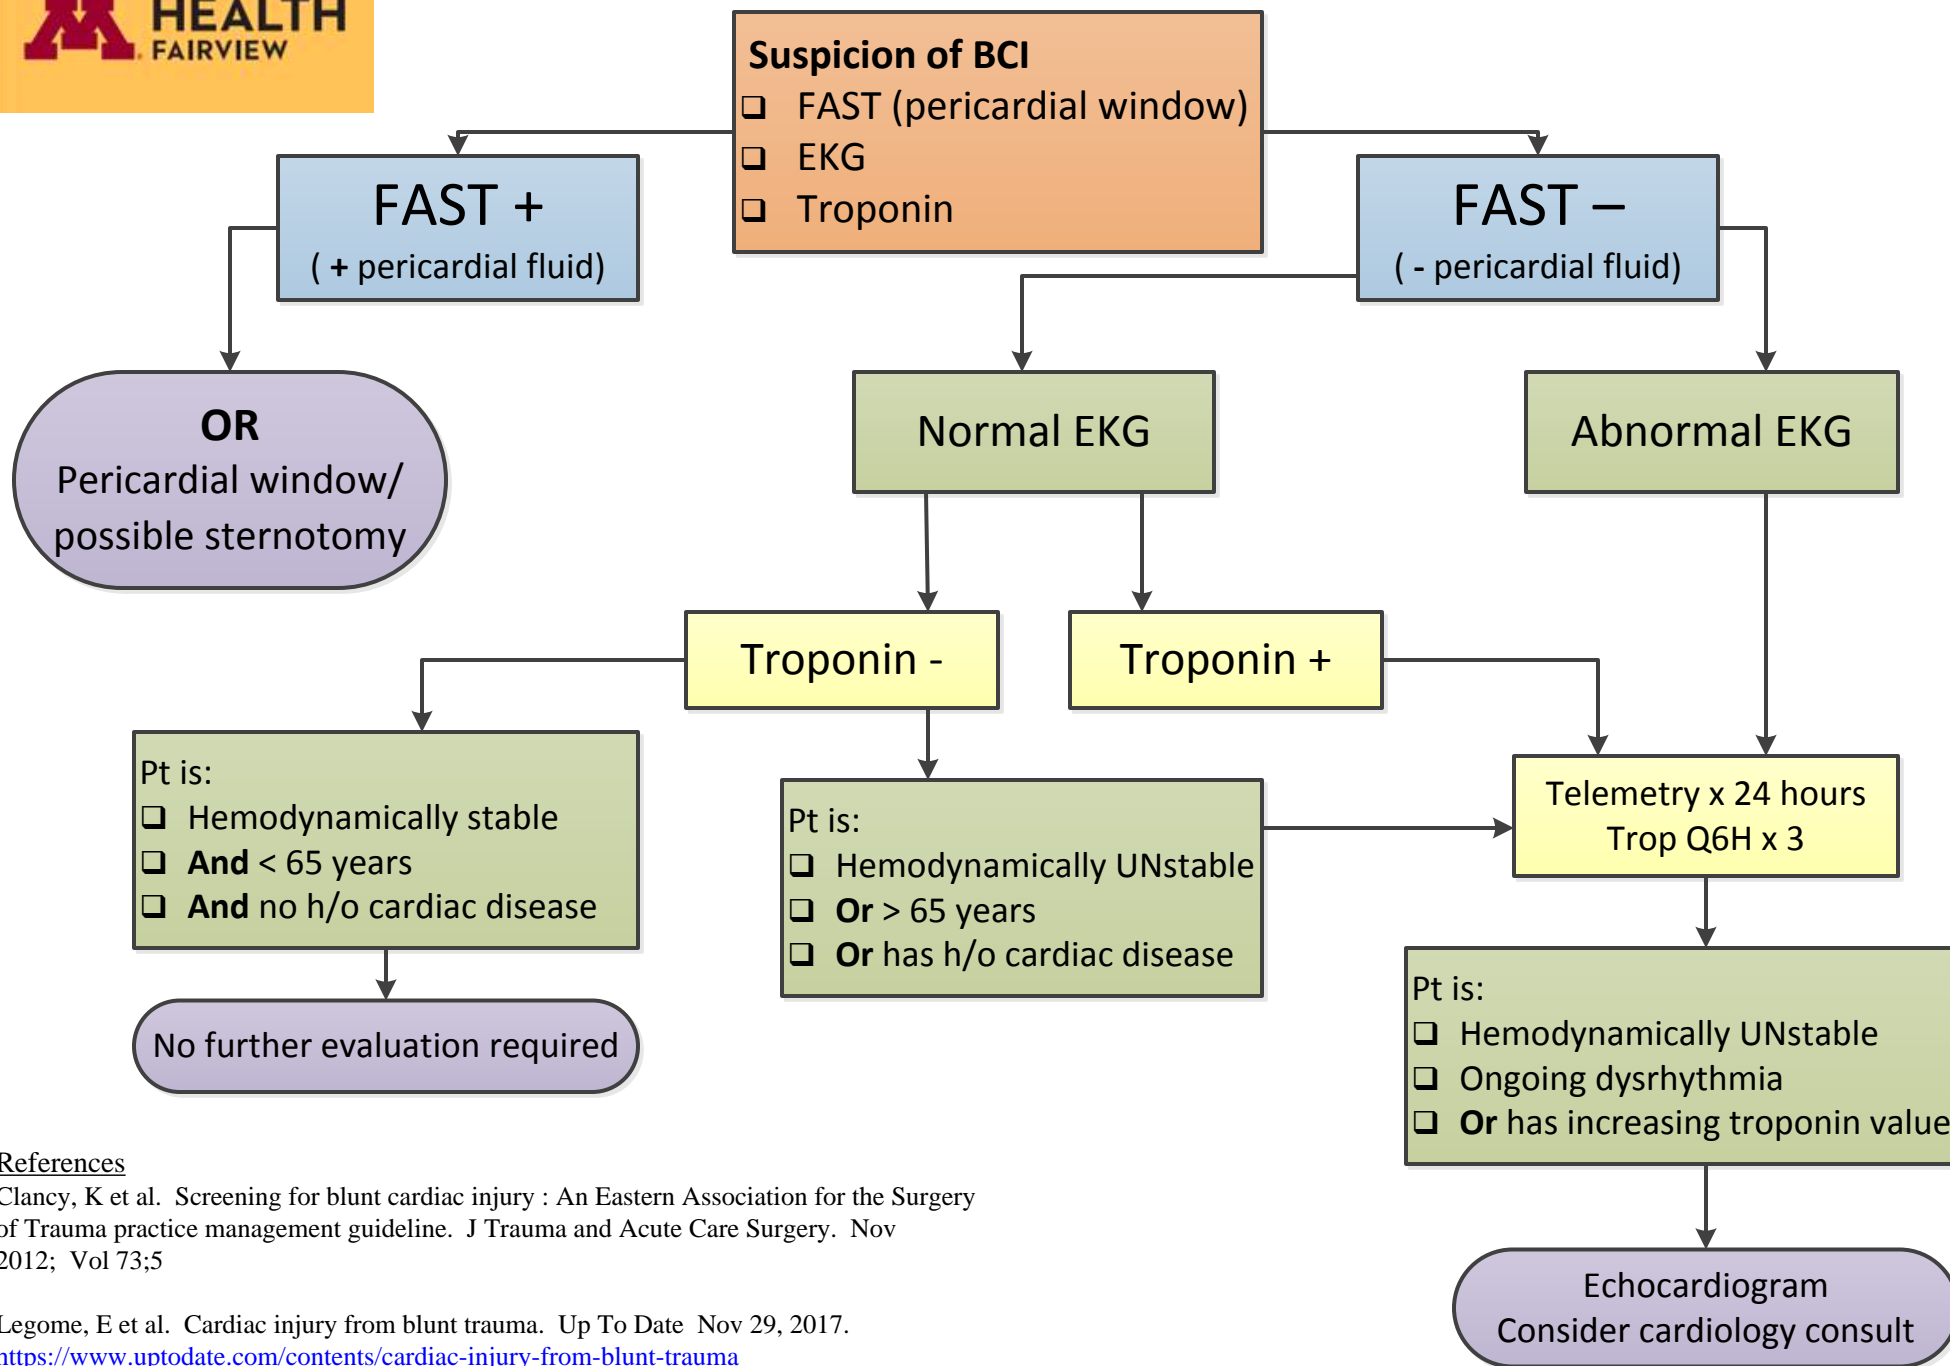 HEALTH
FAIRVIEW
Suspicion of BCI
❑ FAST (pericardial window)
❑ EKG
❑ Troponin
FAST +
( + pericardial fluid)
FAST –
( - pericardial fluid)
OR
Pericardial window/
possible sternotomy
Normal EKG
Abnormal EKG
Troponin -
Troponin +
Pt is:
❑ Hemodynamically stable
❑ And < 65 years
❑ And no h/o cardiac disease
Pt is:
❑ Hemodynamically UNstable
❑ Or > 65 years
❑ Or has h/o cardiac disease
Telemetry x 24 hours
Trop Q6H x 3
No further evaluation required
Pt is:
❑ Hemodynamically UNstable
❑ Ongoing dysrhythmia
❑ Or has increasing troponin value
Echocardiogram
Consider cardiology consult
References
Clancy, K et al. Screening for blunt cardiac injury : An Eastern Association for the Surgery
of Trauma practice management guideline. J Trauma and Acute Care Surgery. Nov
2012; Vol 73;5
Legome, E et al. Cardiac injury from blunt trauma. Up To Date Nov 29, 2017.
https://www.uptodate.com/contents/cardiac-injury-from-blunt-trauma